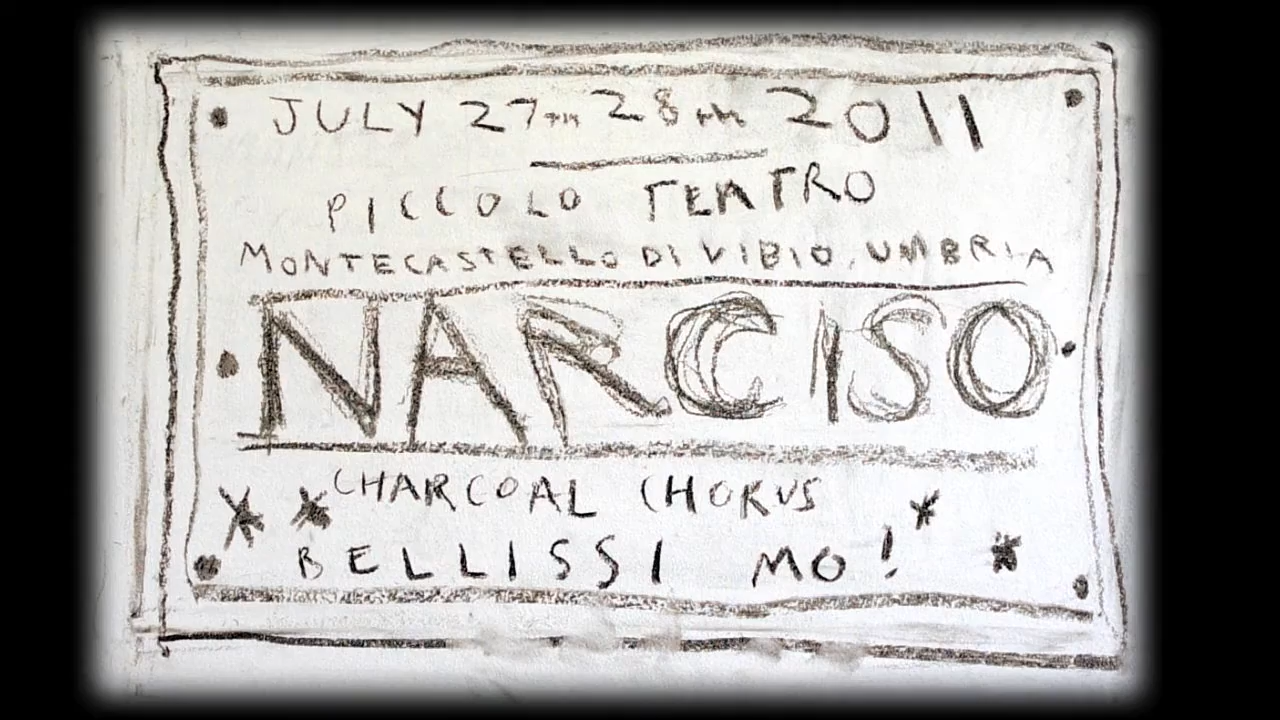 JULY 27TH 28TH 2011
PICCOLO TEATRO
MONTECASTELLO DI VIBIO, UMBRIA
NARCISO
CHARCOAL CHORUS
BELLISSI MO!